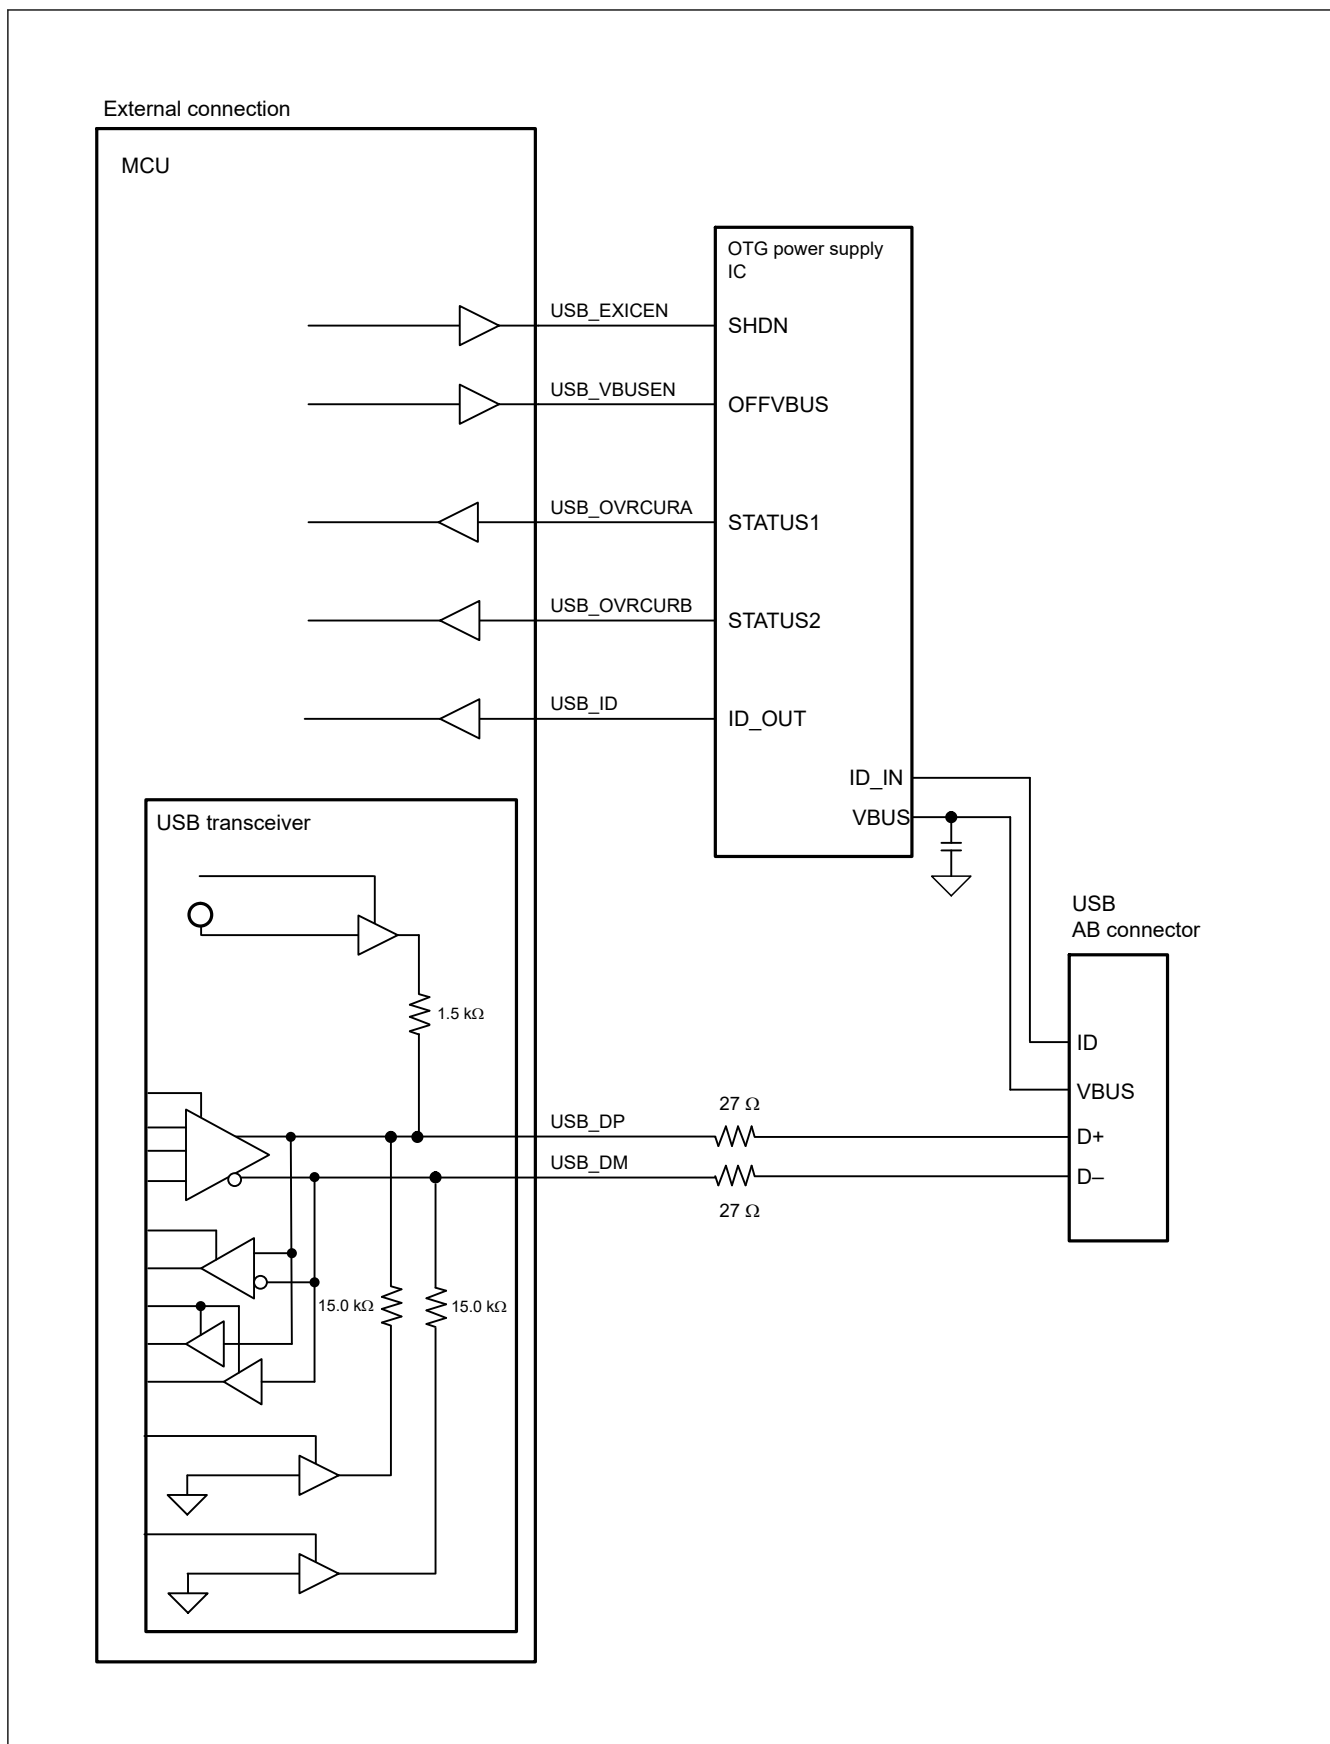 External connection
MCU
OTG power supply
IC
USB_EXICEN
SHDN
USB_VBUSEN
OFFVBUS
USB_OVRCURA
STATUS1
USB_OVRCURB
STATUS2
USB_ID
ID_OUT
ID_IN
VBUS
USB transceiver
USB
AB connector
1.5 kΩ
ID
VBUS
27 Ω
USB_DP
D+
USB_DM
D–
27 Ω
15.0 kΩ
15.0 kΩ